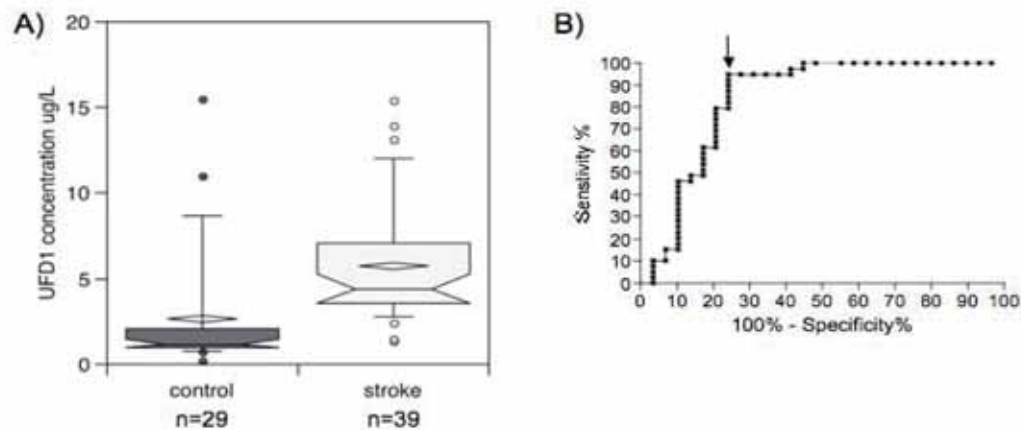 A)
UFD1 concentration ug/L
20
15
10
5
0
control
stroke
n=29
n=39
B)
Senstivity %
100
90
80
70
60
50
40
30
20
10
0
0 10 20 30 40 50 60 70 80 90 100
100% - Specificity%